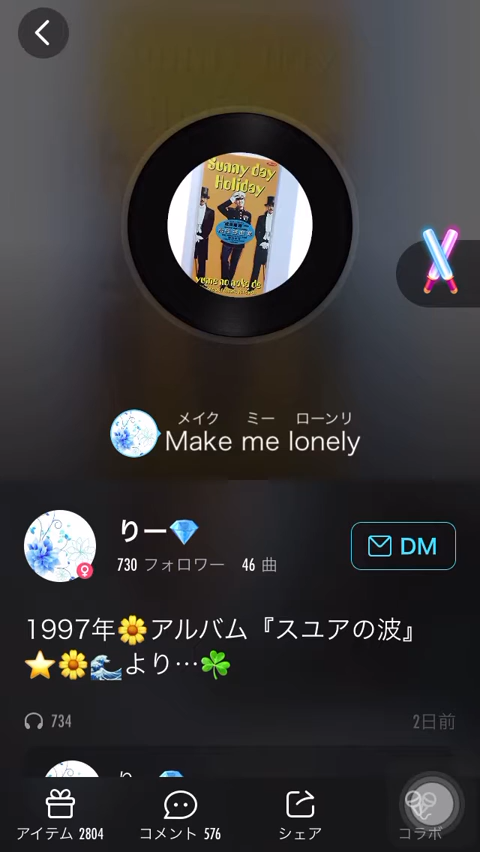 Sunny day
Holiday
メイク ミー ローンリ
Make me lonely
りー💎
730 フォロワー 46 曲
DM
1997年🌼アルバム『スユアの波』
⭐🌼🌊より…☘️
734
2日前
アイテム 2804
コメント 576
シェア
コラボ